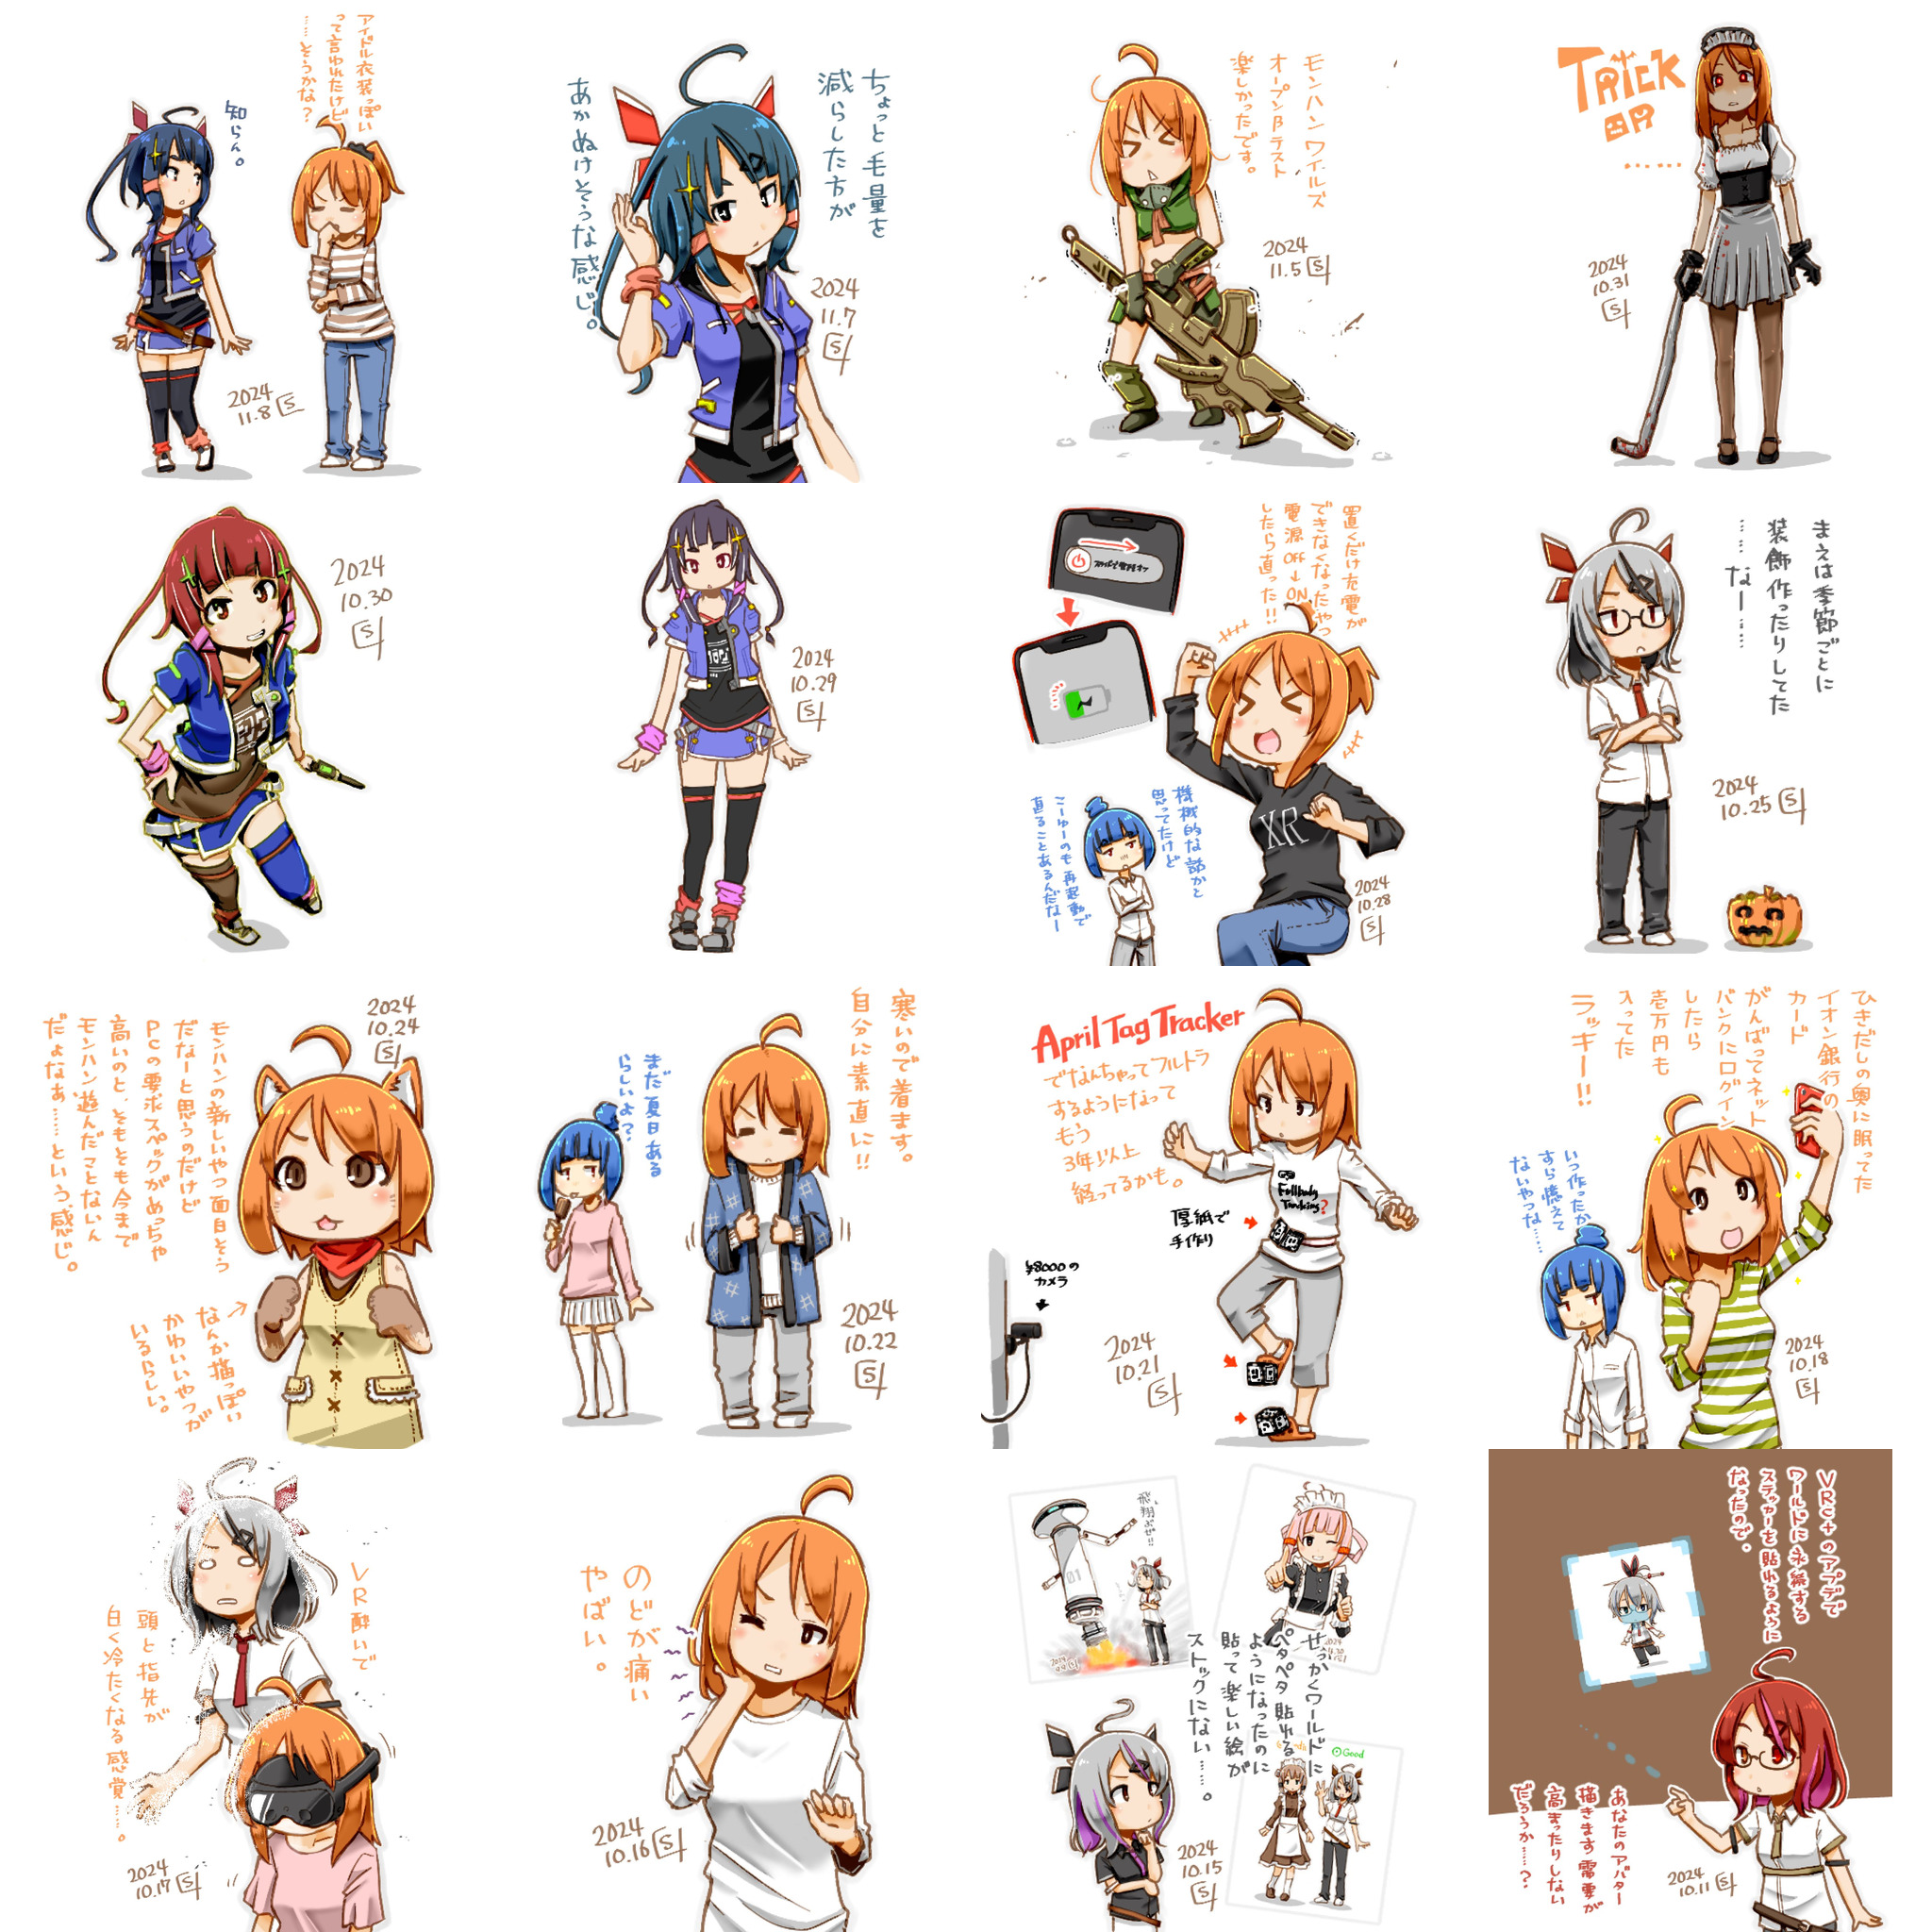 アイドル衣装っぽい
って言われたけど
……そうかな？
知らん。
2024
11.8
ちょっと毛量を
減らした方が
あかぬけそうな感じ。
2024
11.7
モンハンワイルズ
オープンβテスト
楽しかったです。
2024
11.5
TRICK
……
2024
10.31
2024
10.30
2024
10.29
置くだけ充電が
できなくなったやつ
電源OFF→ON
したら直った!!
機械的な話かと
思ってたけど
こーゆーのも再起動で
直ることあるんだなー
XR
2024
10.28
まえは季節ごとに
装飾作ったりしてた
……なー……
2024
10.25
2024
10.24
モンハンの新しいやつ面白そう
だなーと思うのだけど
PCの要求スペックがめっちゃ
高いのと、そもそも今まで
モンハン遊んだことないん
だよなあ……という感じ。
なんか猫っぽい
かわいいやつが
いるらしい。
寒いので着ます。
自分に素直に!!
まだ夏日ある
らしいよ？
2024
10.22
April Tag Tracker
でなんちゃってフルトラ
するようになって
もう
3年以上
経ってるかも。
厚紙で
手作り
¥8000の
カメラ
Fullbody
Tracking?
2024
10.21
ひきだしの奥に眠ってた
イオン銀行の
カード
がんばってネット
バンクにログイン
したら
壱万円も
入ってた
ラッキー!!
いつ作ったか
すら憶えて
ないやつな……
2024
10.18
VR酔いで
頭と指先が
白く冷たくなる感覚……。
2024
10.17
のどが痛い
やばい。
2024
10.16
飛翔ぶぜ!!
01
せっかくワールドに
ペタペタ貼れる
ようになったのに
貼って楽しい絵が
ストックにない……。
Good
2024
10.15
VRC+のアプデで
ワールドに永続する
ステッカーを貼れるように
なったので、
あなたのアバター
描きます需要が
高まったりしない
だろうか……？
2024
10.11